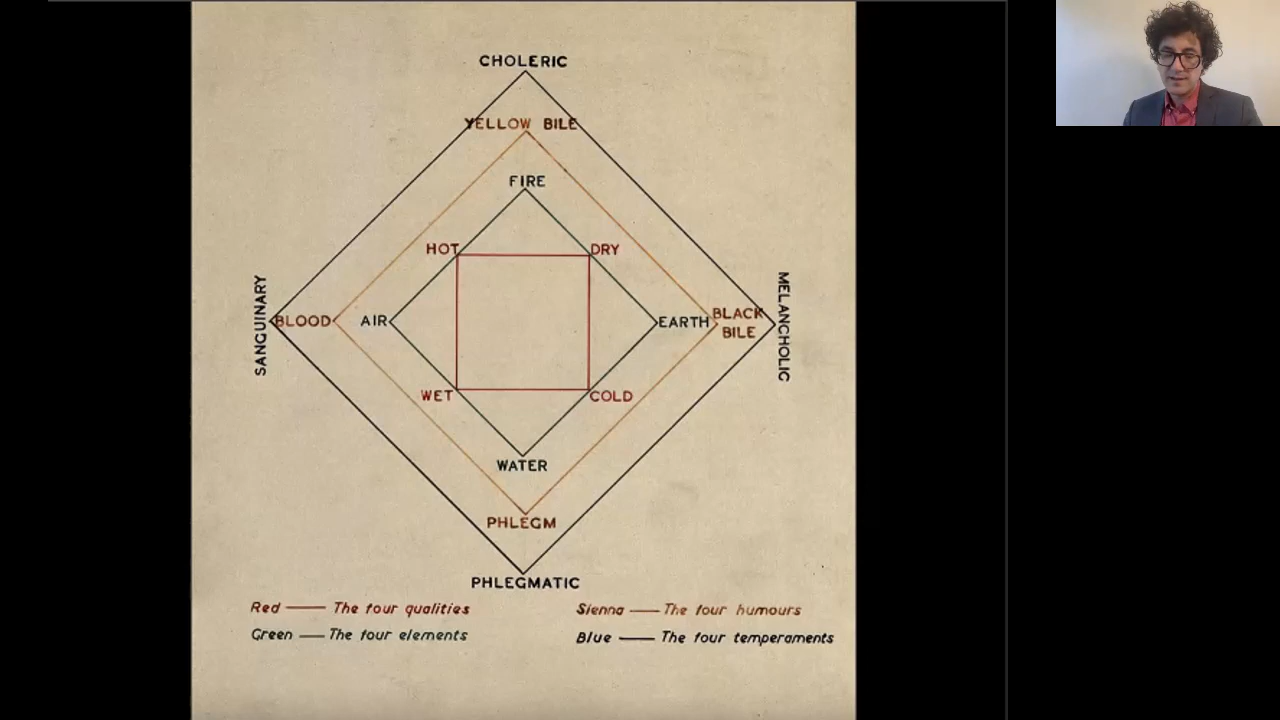 CHOLERIC
YELLOW BILE
FIRE
HOT
DRY
SANGUINARY
BLOOD
AIR
EARTH
BLACK
BILE
MELANCHOLIC
WET
COLD
WATER
PHLEGM
PHLEGMATIC
Red — The four qualities
Sienna — The four humours
Green — The four elements
Blue — The four temperaments